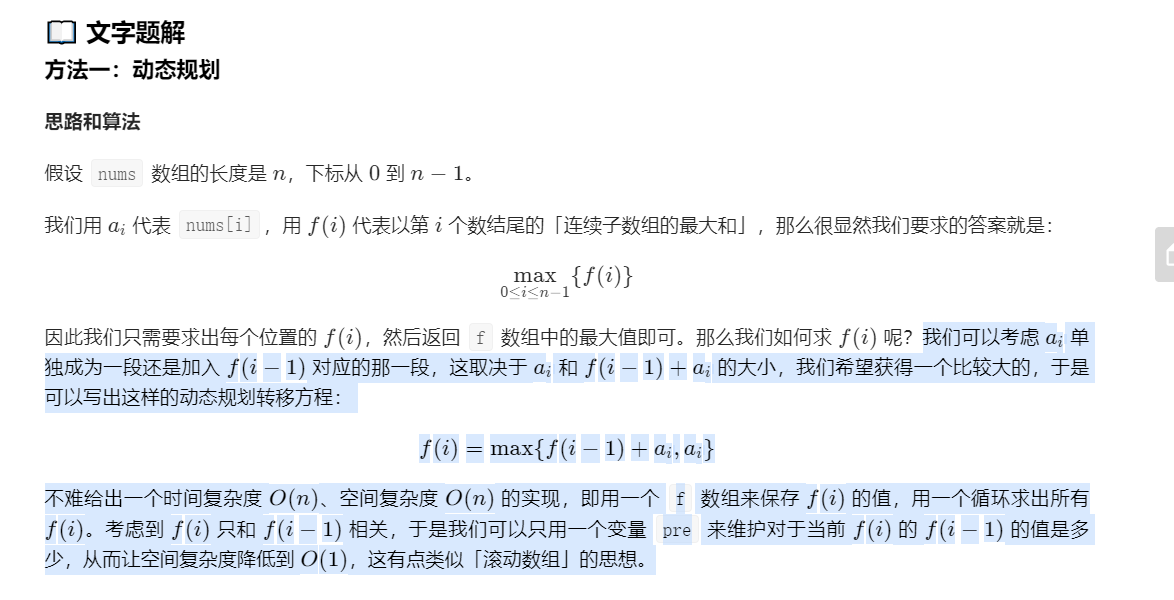 📖 文字题解
方法一：动态规划
思路和算法
假设 nums 数组的长度是 n，下标从 0 到 n − 1。
我们用 aᵢ 代表 nums[i]，用 f(i) 代表以第 i 个数结尾的「连续子数组的最大和」，那么很显然我们要求的答案就是：
max {f(i)}
0≤i≤n−1
因此我们只需要求出每个位置的 f(i)，然后返回 f 数组中的最大值即可。那么我们如何求 f(i) 呢？我们可以考虑 aᵢ 单
独成为一段还是加入 f(i − 1) 对应的那一段，这取决于 aᵢ 和 f(i − 1) + aᵢ 的大小，我们希望获得一个比较大的，于是
可以写出这样的动态规划转移方程：
f(i) = max{f(i − 1) + aᵢ, aᵢ}
不难给出一个时间复杂度 O(n)、空间复杂度 O(n) 的实现，即用一个 f 数组来保存 f(i) 的值，用一个循环求出所有
f(i)。考虑到 f(i) 只和 f(i − 1) 相关，于是我们可以只用一个变量 pre 来维护对于当前 f(i) 的 f(i − 1) 的值是多
少，从而让空间复杂度降低到 O(1)，这有点类似「滚动数组」的思想。